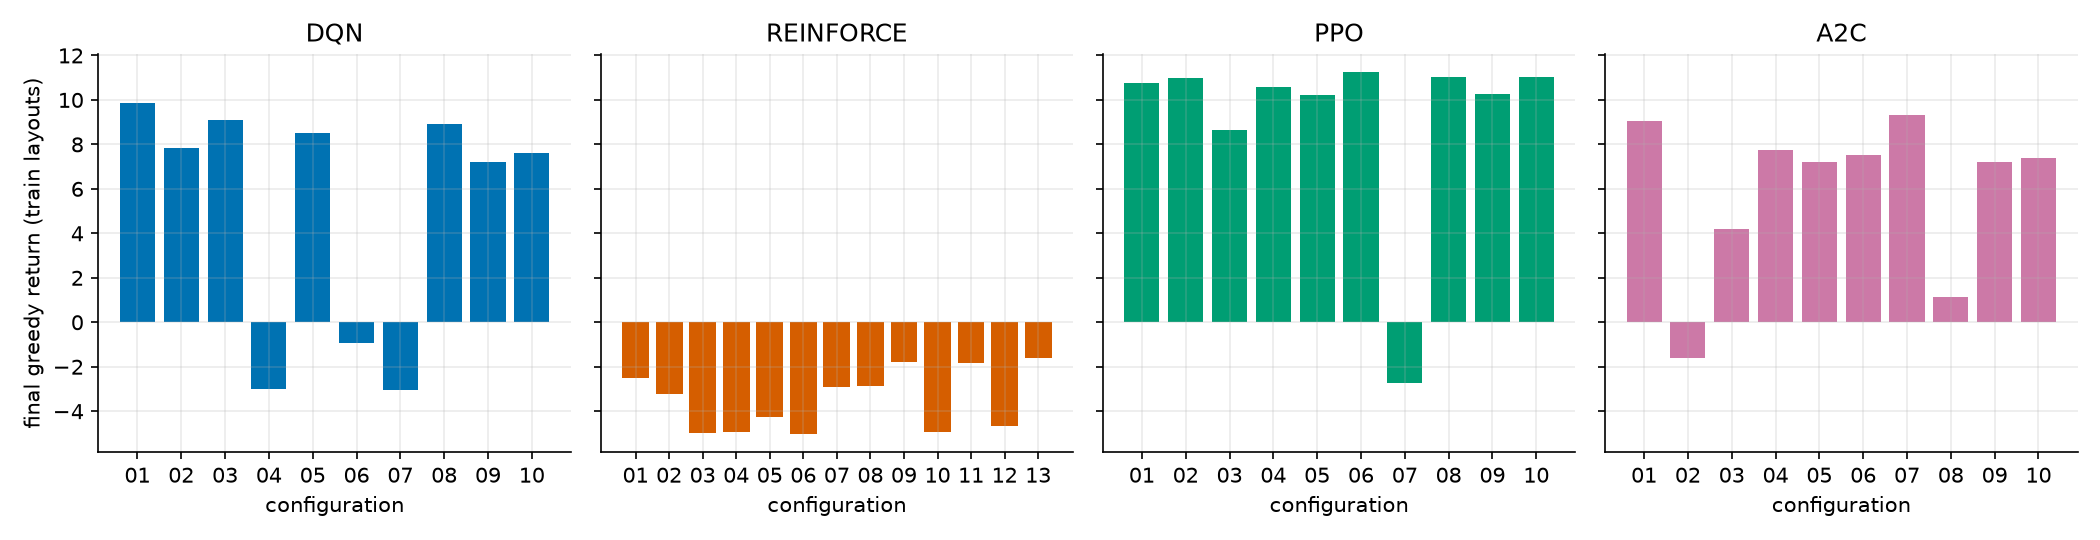 DQN
REINFORCE
PPO
A2C
final greedy return (train layouts)
12
10
8
6
4
2
0
−2
−4
01 02 03 04 05 06 07 08 09 10
01 02 03 04 05 06 07 08 09 10 11 12 13
01 02 03 04 05 06 07 08 09 10
01 02 03 04 05 06 07 08 09 10
configuration
configuration
configuration
configuration